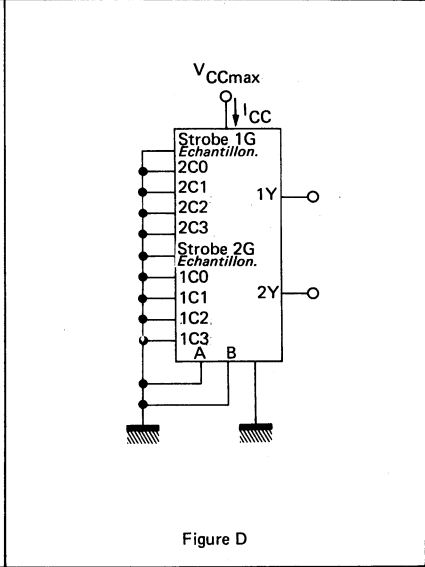 VCCmax
ICC
Strobe 1G
Echantillon.
2C0
2C1
2C2
2C3
Strobe 2G
Echantillon.
1C0
1C1
1C2
1C3
1Y
2Y
A B
Figure D